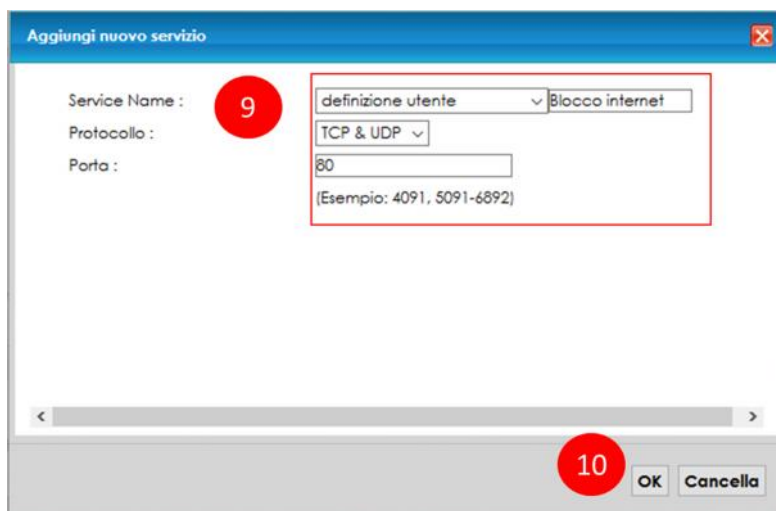 Aggiungi nuovo servizio
Service Name : 9 definizione utente Blocco internet
Protocollo : TCP & UDP
Porta : 80
(Esempio: 4091, 5091-6892)
10 OK Cancella